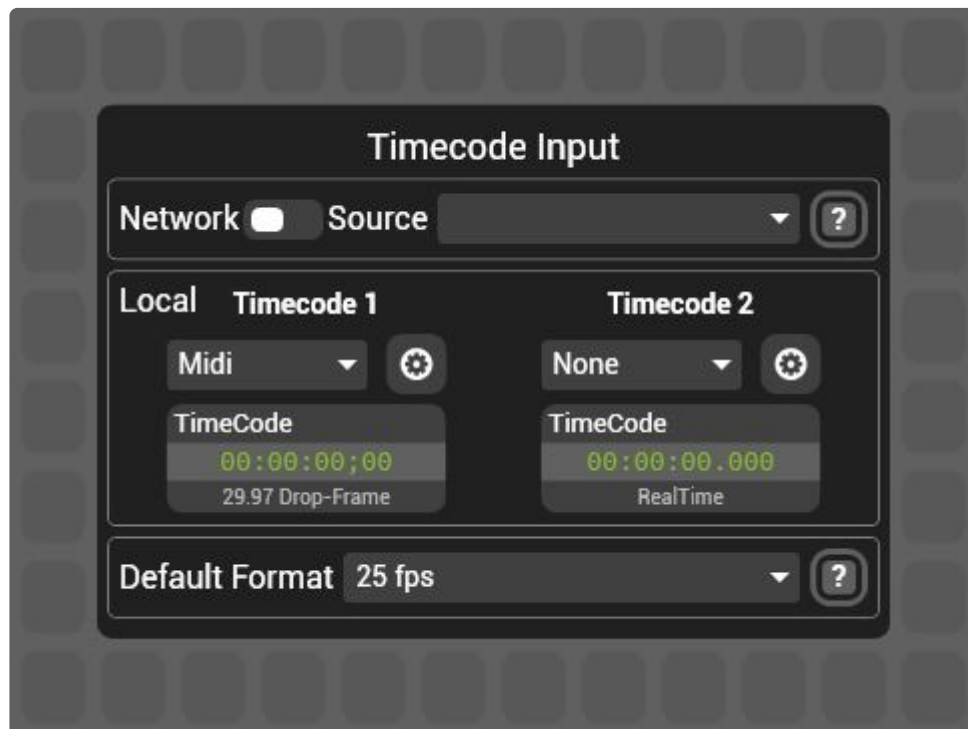 Timecode Input
Network Source ?
Local Timecode 1 Timecode 2
Midi None
TimeCode TimeCode
00:00:00;00 00:00:00.000
29.97 Drop-Frame RealTime
Default Format 25 fps ?